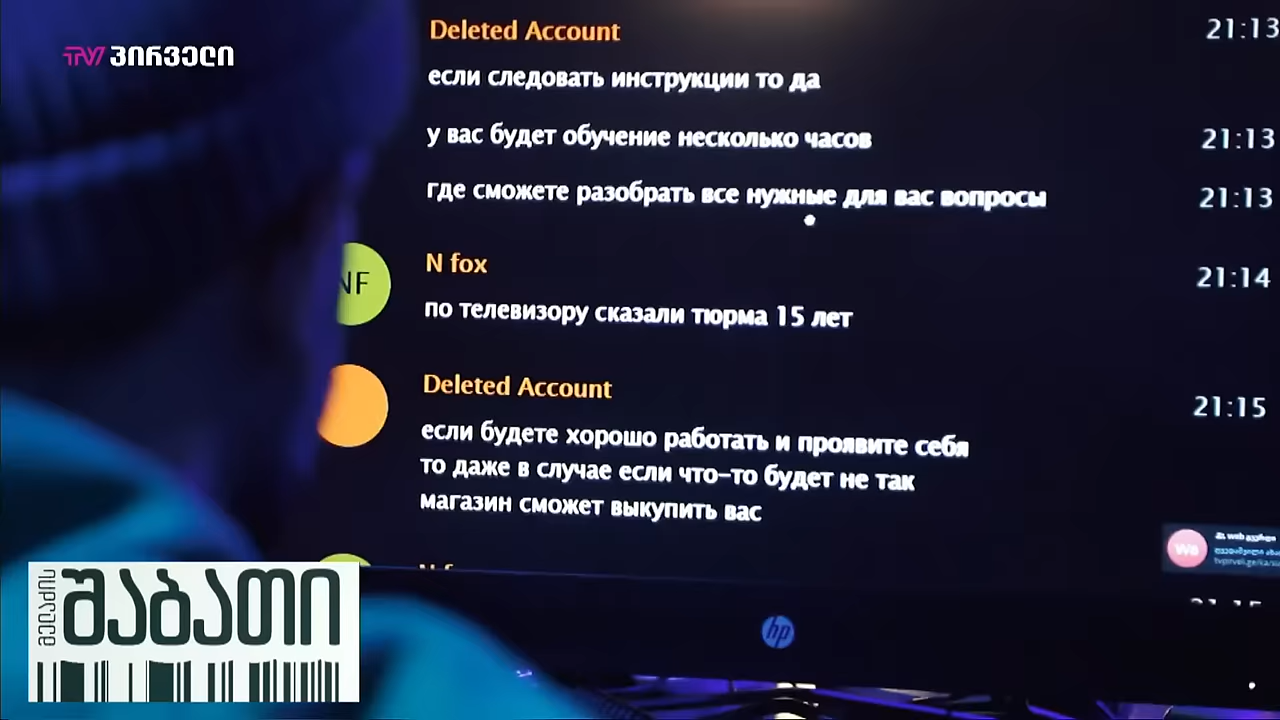 TV პირველი
Deleted Account 21:13
если следовать инструкции то да
у вас будет обучение несколько часов 21:13
где сможете разобрать все нужные для вас вопросы 21:13
NF
N fox 21:14
по телевизору сказали тюрма 15 лет
Deleted Account 21:15
если будете хорошо работать и проявите себя
то даже в случае если что-то будет не так
магазин сможет выкупить вас
We
hp
მელაძის
შაბათი